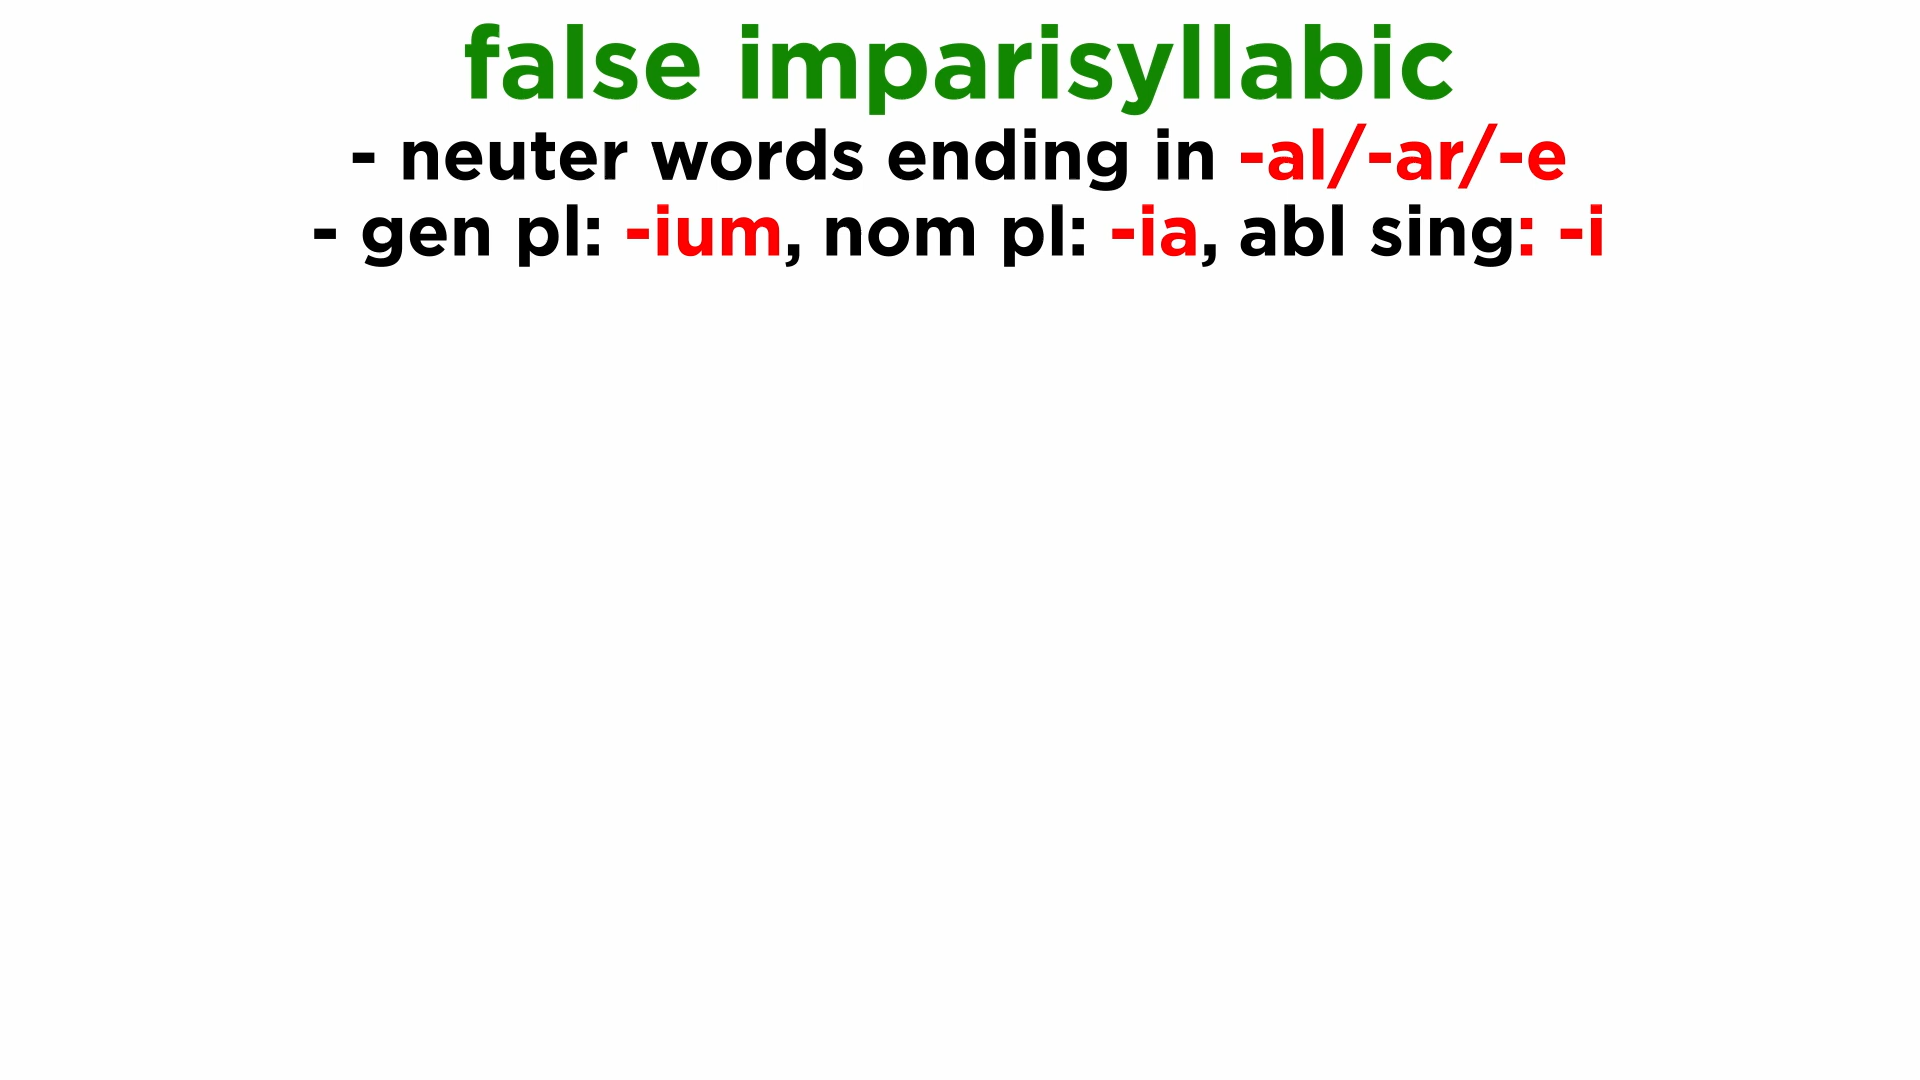 false imparisyllabic
- neuter words ending in -al/-ar/-e
- gen pl: -ium, nom pl: -ia, abl sing: -i